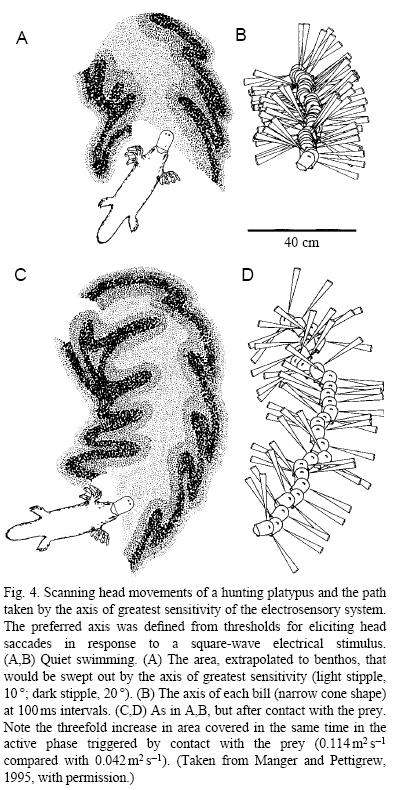 A
B
40 cm
C
D
Fig. 4. Scanning head movements of a hunting platypus and the path
taken by the axis of greatest sensitivity of the electrosensory system.
The preferred axis was defined from thresholds for eliciting head
saccades in response to a square-wave electrical stimulus.
(A,B) Quiet swimming. (A) The area, extrapolated to benthos, that
would be swept out by the axis of greatest sensitivity (light stipple,
10°; dark stipple, 20°). (B) The axis of each bill (narrow cone shape)
at 100 ms intervals. (C,D) As in A,B, but after contact with the prey.
Note the threefold increase in area covered in the same time in the
active phase triggered by contact with the prey (0.114 m² s⁻¹
compared with 0.042 m² s⁻¹). (Taken from Manger and Pettigrew,
1995, with permission.)